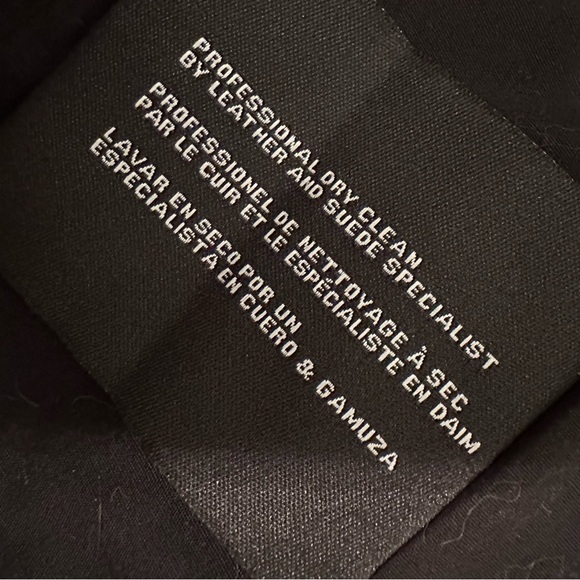 PROFESSIONAL DRY CLEAN
BY LEATHER AND SUEDE SPECIALIST
PROFESSIONEL DE NETTOYAGE À SEC
PAR LE CUIR ET LE ESPÉCIALISTE EN DAIM
LAVAR EN SECO POR UN
ESPECIALISTA EN CUERO & GAMUZA